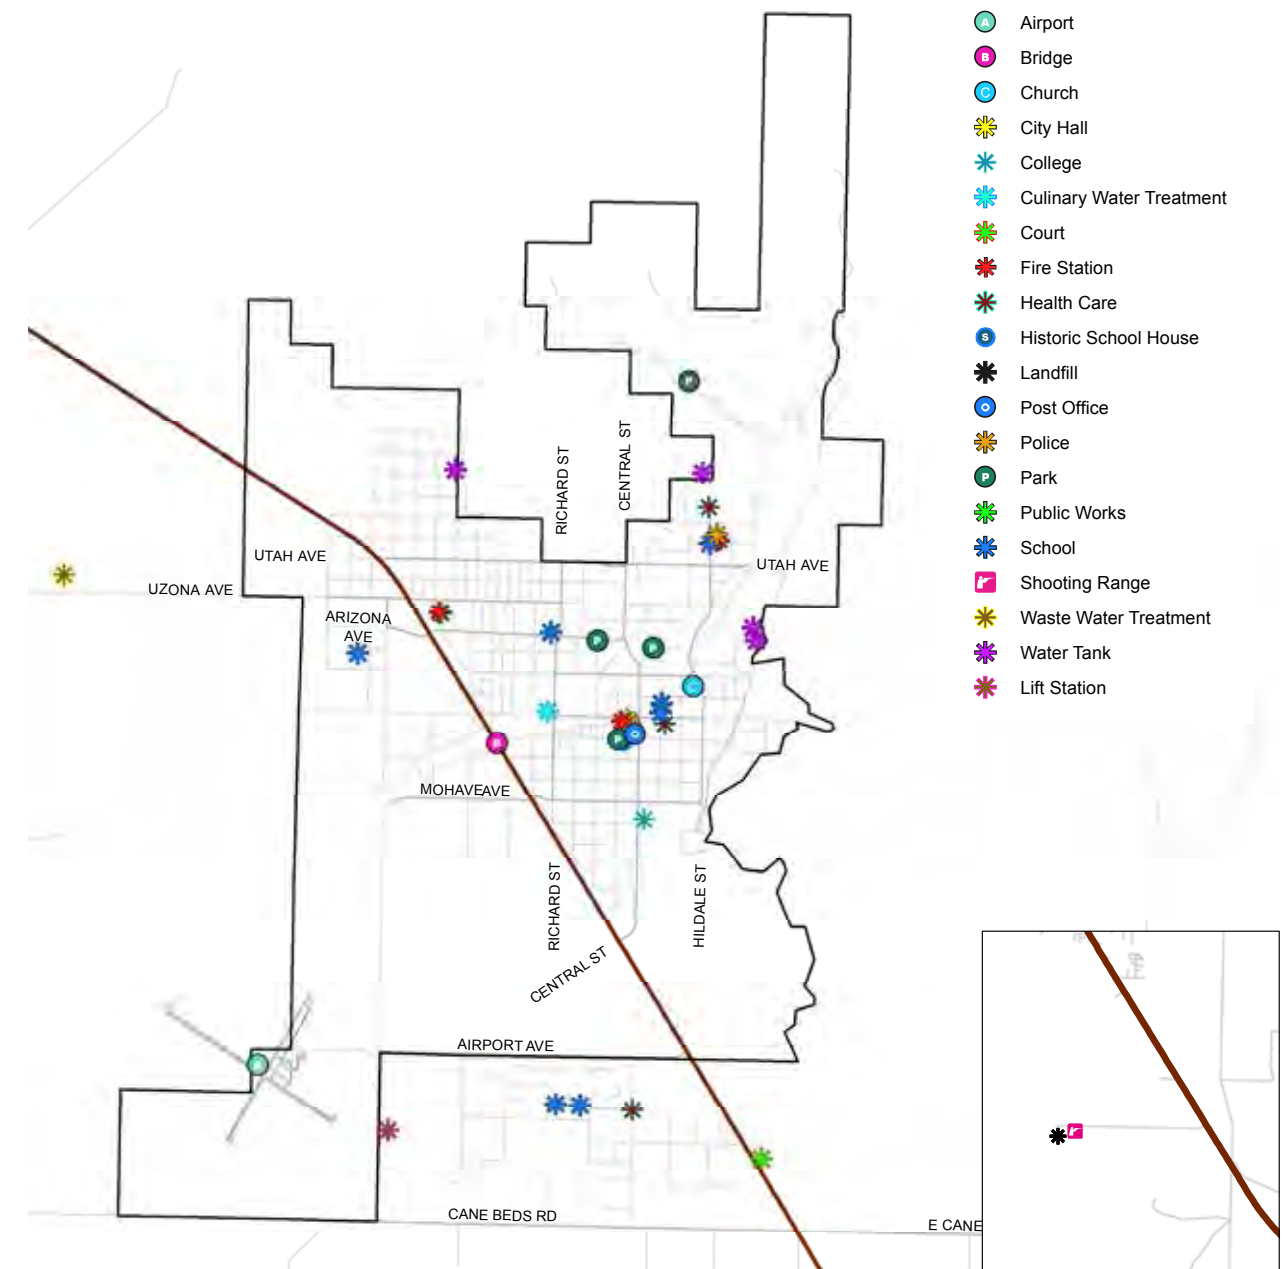 A Airport
B Bridge
C Church
City Hall
College
Culinary Water Treatment
Court
Fire Station
Health Care
S Historic School House
Landfill
O Post Office
Police
P Park
Public Works
School
Shooting Range
Waste Water Treatment
Water Tank
Lift Station
P
RICHARD ST
CENTRAL ST
UTAH AVE
UTAH AVE
UZONA AVE
ARIZONA
AVE
P
P
C
O
P
B
MOHAVEAVE
RICHARD ST
HILDALE ST
CENTRAL ST
AIRPORT AVE
CANE BEDS RD
E CANE